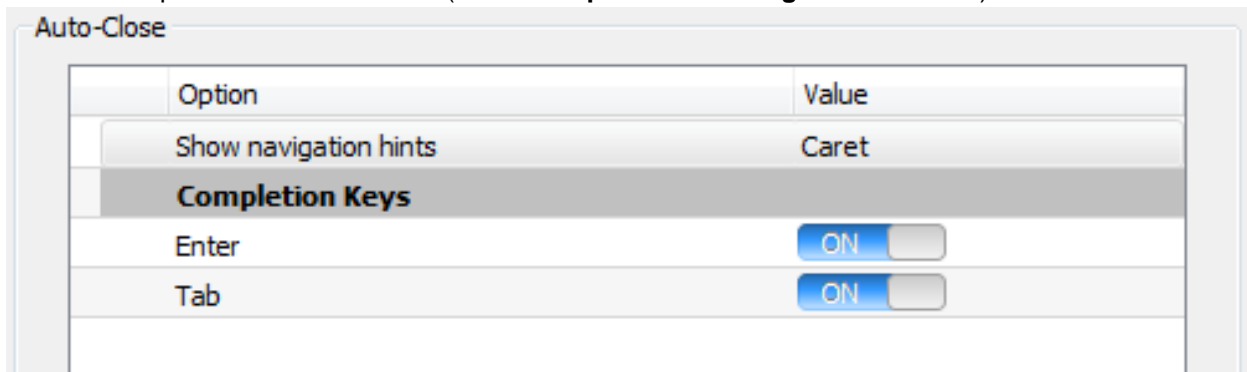 Auto-Close
Option Value
Show navigation hints Caret
Completion Keys
Enter ON
Tab ON